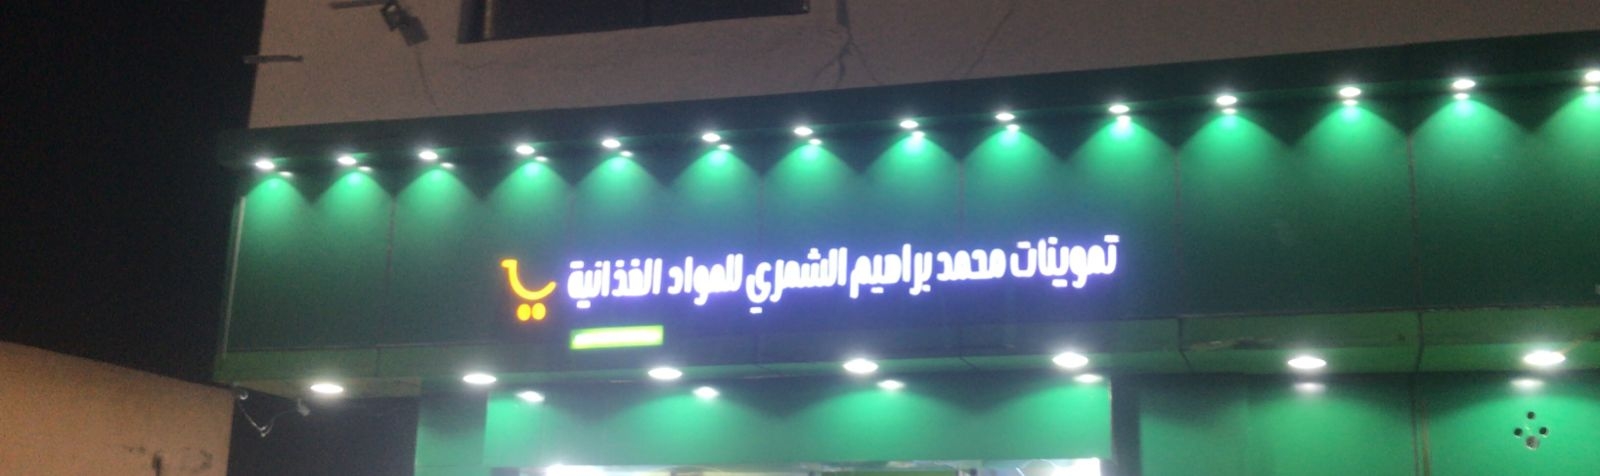 تموينات محمد براهيم الشمري للمواد الغذائية